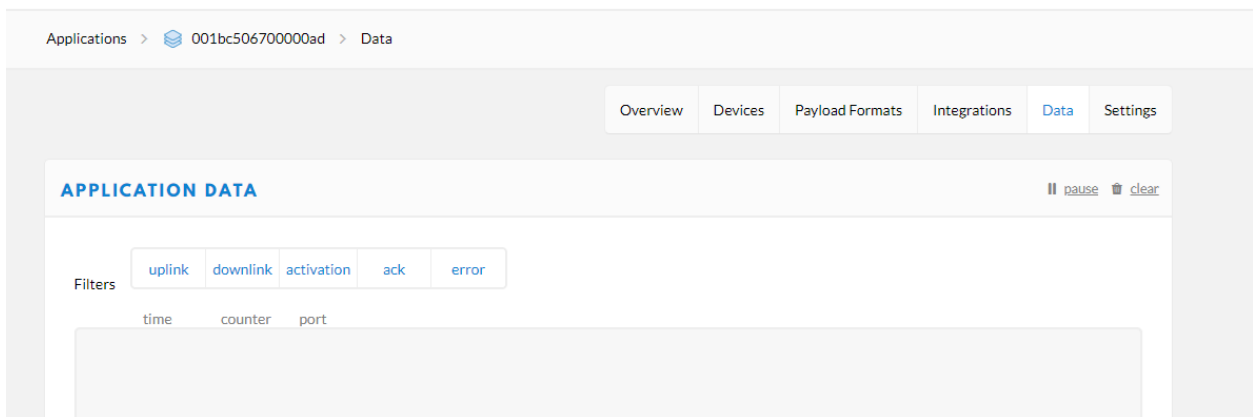 Applications > 001bc506700000ad > Data
Overview Devices Payload Formats Integrations Data Settings
APPLICATION DATA pause clear
Filters uplink downlink activation ack error
time counter port